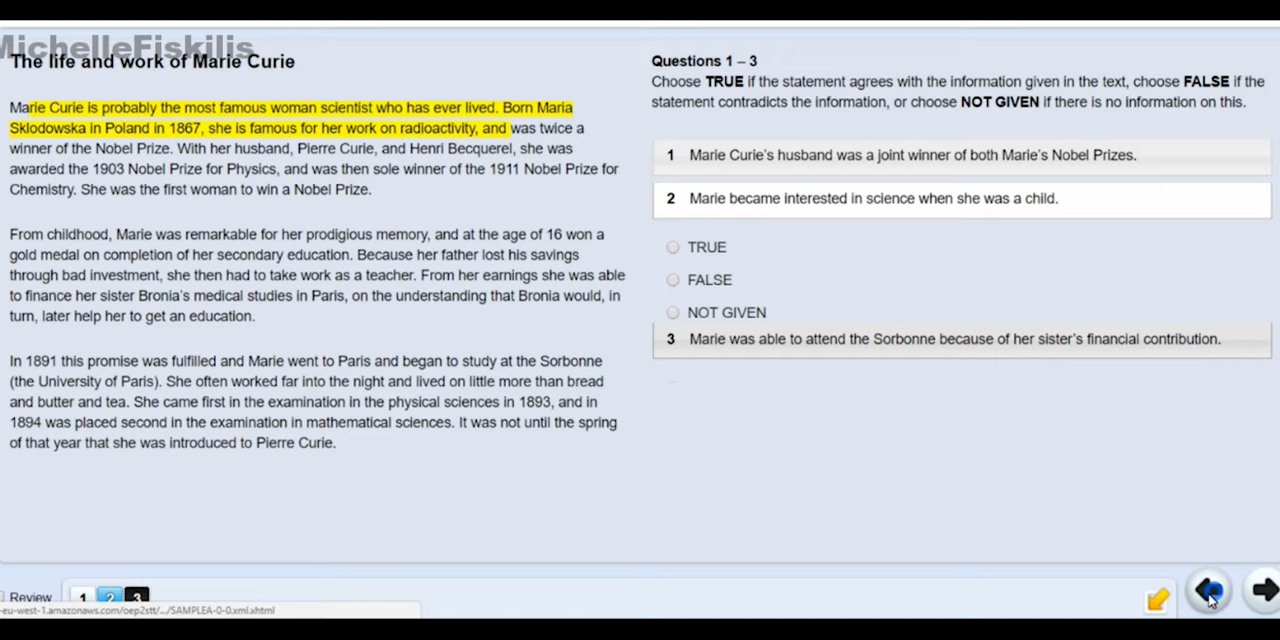 MichelleFiskilis
The life and work of Marie Curie
Marie Curie is probably the most famous woman scientist who has ever lived. Born Maria
Sklodowska in Poland in 1867, she is famous for her work on radioactivity, and was twice a
winner of the Nobel Prize. With her husband, Pierre Curie, and Henri Becquerel, she was
awarded the 1903 Nobel Prize for Physics, and was then sole winner of the 1911 Nobel Prize for
Chemistry. She was the first woman to win a Nobel Prize.
From childhood, Marie was remarkable for her prodigious memory, and at the age of 16 won a
gold medal on completion of her secondary education. Because her father lost his savings
through bad investment, she then had to take work as a teacher. From her earnings she was able
to finance her sister Bronia's medical studies in Paris, on the understanding that Bronia would, in
turn, later help her to get an education.
In 1891 this promise was fulfilled and Marie went to Paris and began to study at the Sorbonne
(the University of Paris). She often worked far into the night and lived on little more than bread
and butter and tea. She came first in the examination in the physical sciences in 1893, and in
1894 was placed second in the examination in mathematical sciences. It was not until the spring
of that year that she was introduced to Pierre Curie.
Questions 1 – 3
Choose TRUE if the statement agrees with the information given in the text, choose FALSE if the
statement contradicts the information, or choose NOT GIVEN if there is no information on this.
1 Marie Curie's husband was a joint winner of both Marie's Nobel Prizes.
2 Marie became interested in science when she was a child.
TRUE
FALSE
NOT GIVEN
3 Marie was able to attend the Sorbonne because of her sister's financial contribution.
Review 1 2 3
-eu-west-1.amazonaws.com/oep2stt/.../SAMPLEA-0-0.xml.xhtml